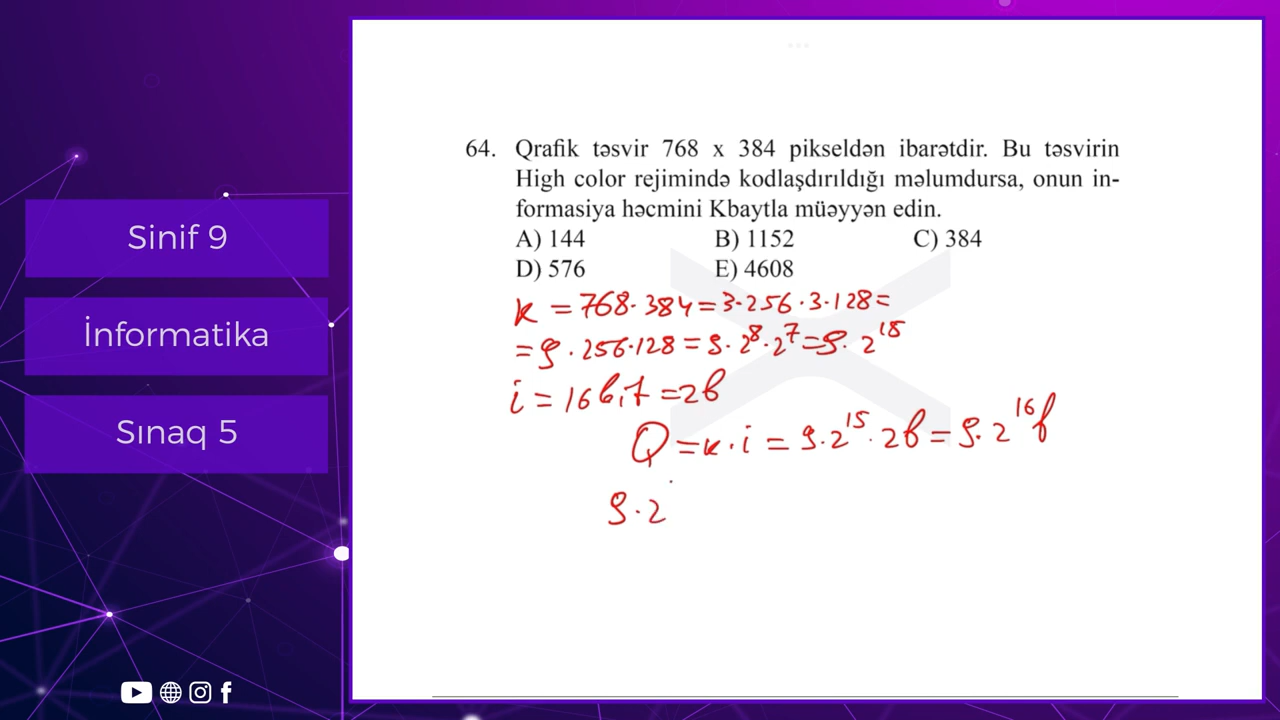 Sinif 9
İnformatika
Sınaq 5
64. Qrafik təsvir 768 x 384 pikseldən ibarətdir. Bu təsvirin
High color rejimində kodlaşdırıldığı məlumdursa, onun in-
formasiya həcmini Kbaytla müəyyən edin.
A) 144 B) 1152 C) 384
D) 576 E) 4608
k = 768·384 = 3·256·3·128 =
= 9·256·128 = 9·2⁸·2⁷ = 9·2¹⁵
i = 16 bit = 2b
Q = k·i = 9·2¹⁵·2b = 9·2¹⁶b
9·2